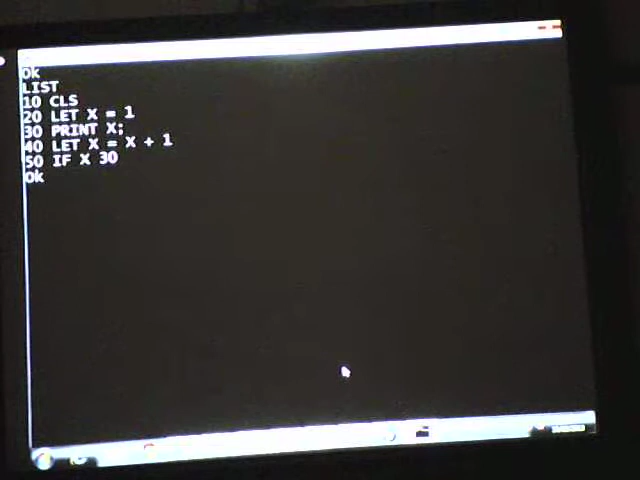 Ok
LIST
10 CLS
20 LET X = 1
30 PRINT X;
40 LET X = X + 1
50 IF X 30
Ok